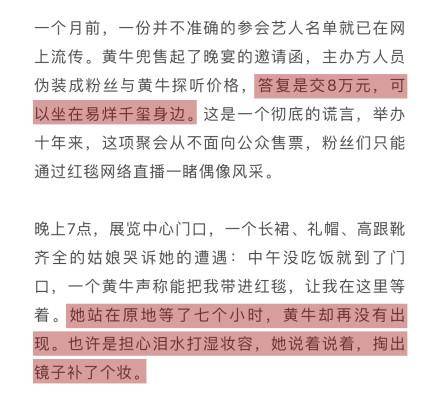 一个月前，一份并不准确的参会艺人名单就已在网
上流传。黄牛兜售起了晚宴的邀请函，主办方人员
伪装成粉丝与黄牛探听价格，答复是交8万元，可
以坐在易烊千玺身边。这是一个彻底的谎言，举办
十年来，这项聚会从不面向公众售票，粉丝们只能
通过红毯网络直播一睹偶像风采。
晚上7点，展览中心门口，一个长裙、礼帽、高跟靴
齐全的姑娘哭诉她的遭遇：中午没吃饭就到了门
口，一个黄牛声称能把我带进红毯，让我在这里等
着。她站在原地等了七个小时，黄牛却再没有出
现。也许是担心泪水打湿妆容，她说着说着，掏出
镜子补了个妆。